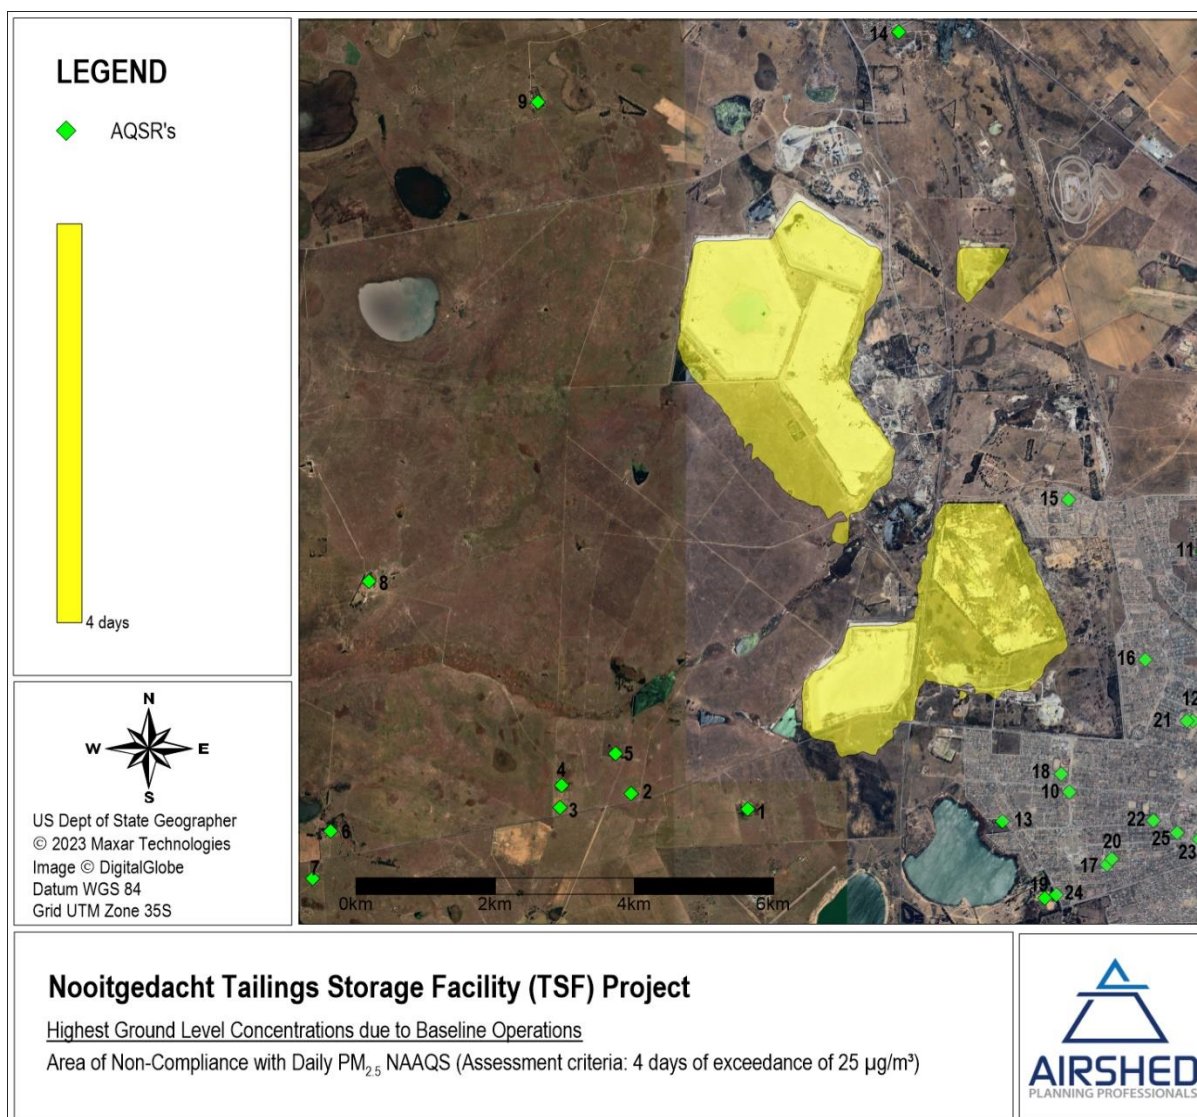 LEGEND
AQSR's
4 days
N
W E
S
US Dept of State Geographer
© 2023 Maxar Technologies
Image © DigitalGlobe
Datum WGS 84
Grid UTM Zone 35S
14
9
15
11
8
16
12
21
5
4
2
3
1
18
10
6
13
22
25
23
7
20
17
19
24
0km 2km 4km 6km
Nooitgedacht Tailings Storage Facility (TSF) Project
Highest Ground Level Concentrations due to Baseline Operations
Area of Non-Compliance with Daily PM2.5 NAAQS (Assessment criteria: 4 days of exceedance of 25 µg/m³)
AIRSHED
PLANNING PROFESSIONALS